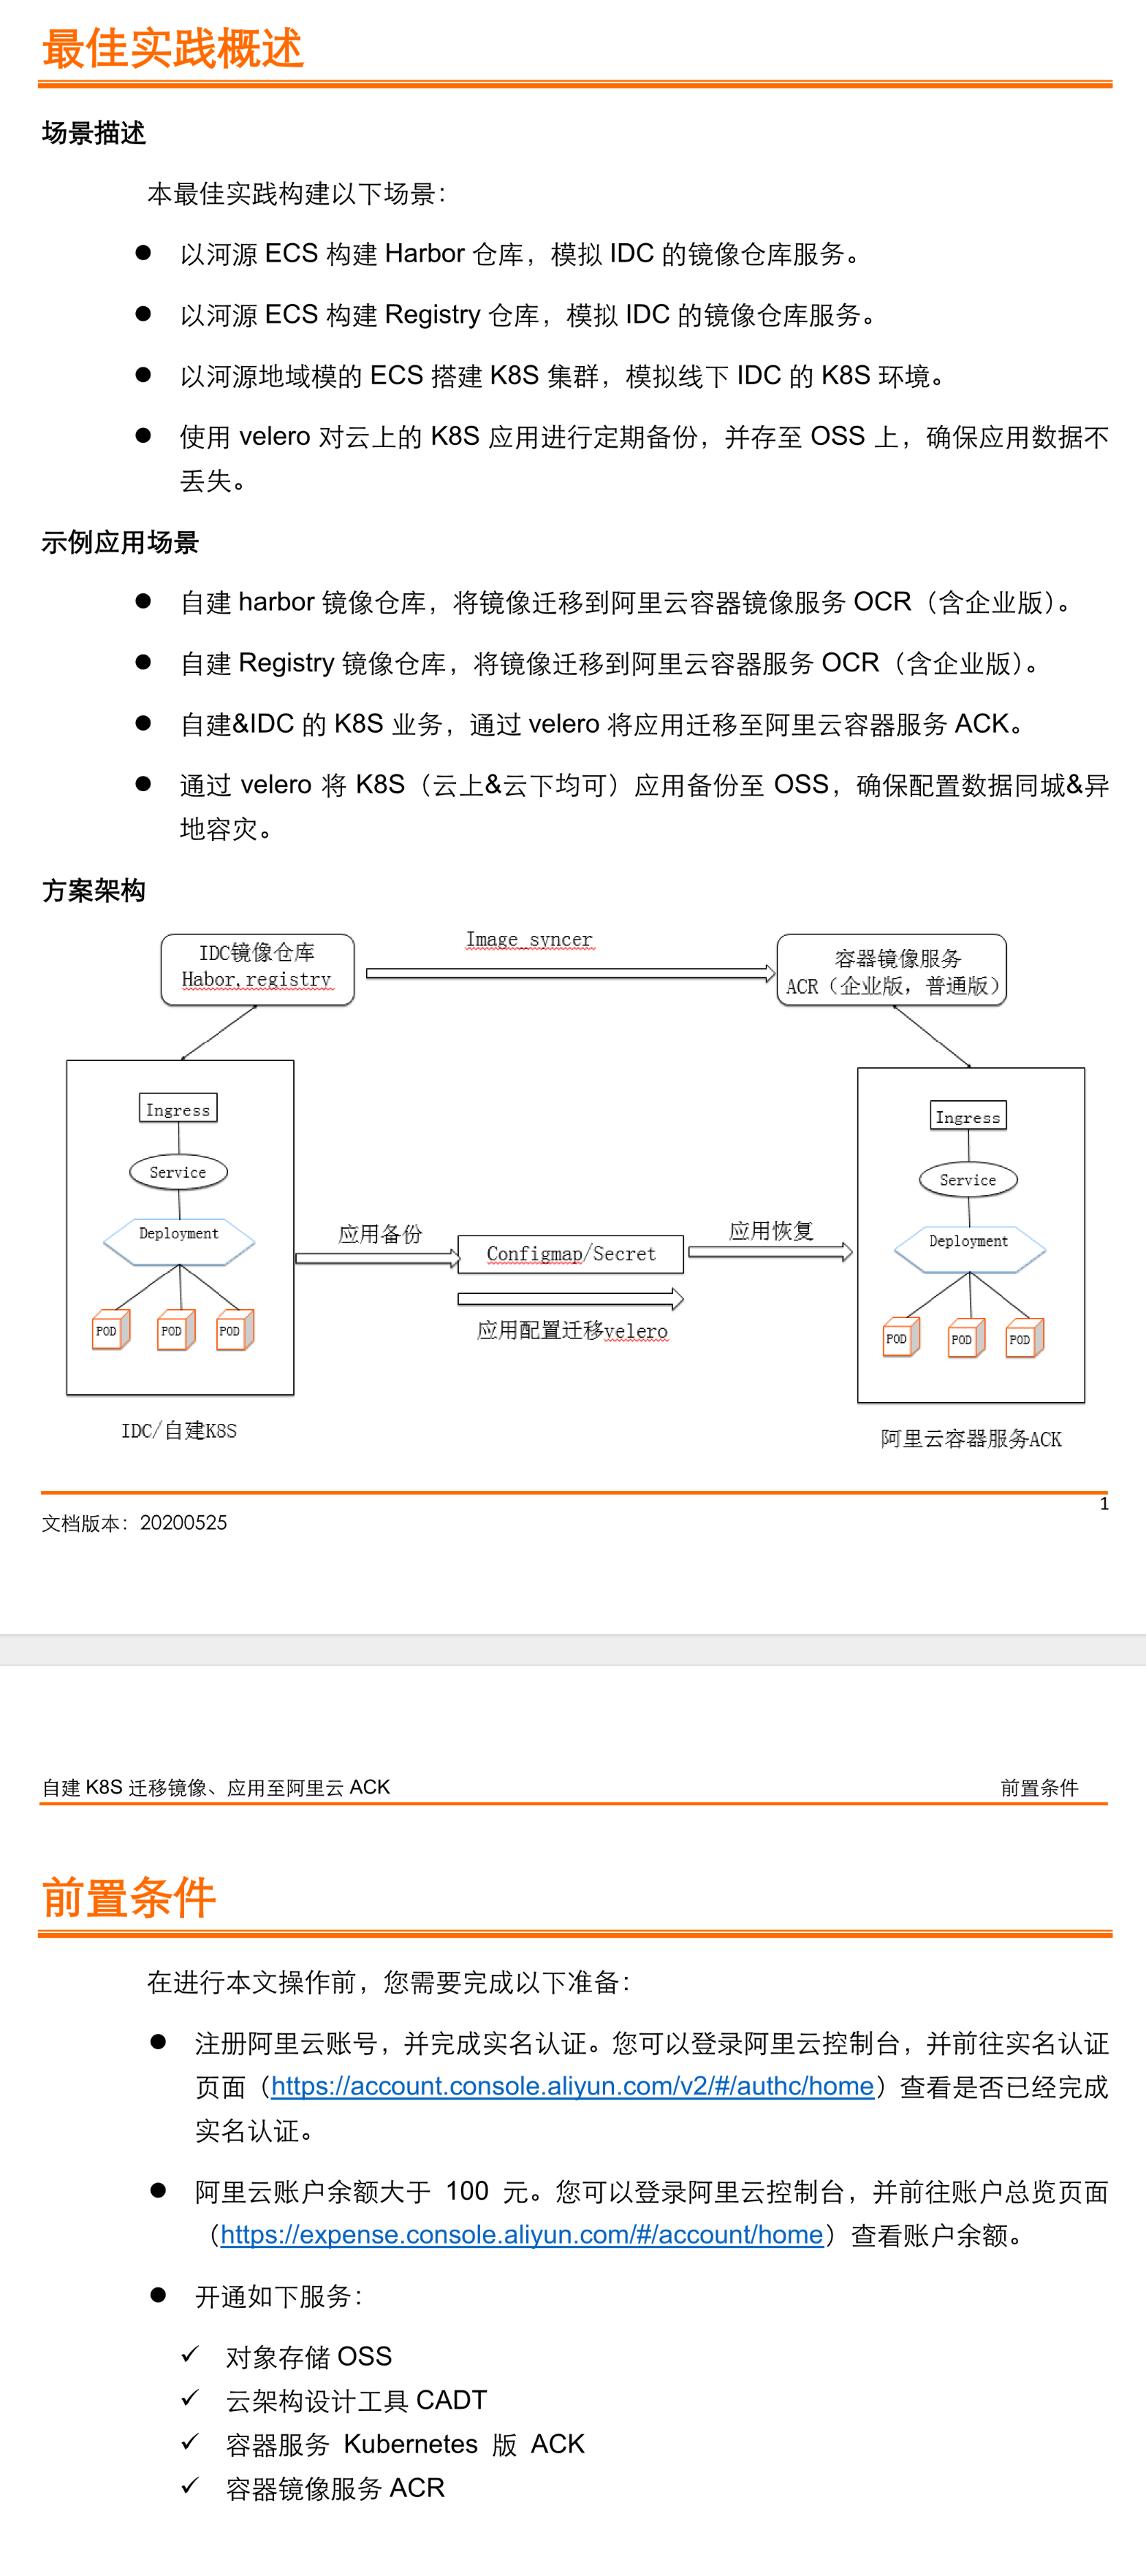 最佳实践概述
场景描述
本最佳实践构建以下场景：
● 以河源 ECS 构建 Harbor 仓库，模拟 IDC 的镜像仓库服务。
● 以河源 ECS 构建 Registry 仓库，模拟 IDC 的镜像仓库服务。
● 以河源地域模的 ECS 搭建 K8S 集群，模拟线下 IDC 的 K8S 环境。
● 使用 velero 对云上的 K8S 应用进行定期备份，并存至 OSS 上，确保应用数据不
丢失。
示例应用场景
● 自建 harbor 镜像仓库，将镜像迁移到阿里云容器镜像服务 OCR（含企业版）。
● 自建 Registry 镜像仓库，将镜像迁移到阿里云容器服务 OCR（含企业版）。
● 自建&IDC 的 K8S 业务，通过 velero 将应用迁移至阿里云容器服务 ACK。
● 通过 velero 将 K8S（云上&云下均可）应用备份至 OSS，确保配置数据同城&异
地容灾。
方案架构
IDC镜像仓库
Habor,registry
Image_syncer
容器镜像服务
ACR（企业版，普通版）
Ingress
Service
Deployment
POD POD POD
IDC/自建K8S
应用备份
Configmap/Secret
应用配置迁移velero
应用恢复
Ingress
Service
Deployment
POD POD POD
阿里云容器服务ACK
1
文档版本：20200525
自建 K8S 迁移镜像、应用至阿里云 ACK 前置条件
前置条件
在进行本文操作前，您需要完成以下准备：
● 注册阿里云账号，并完成实名认证。您可以登录阿里云控制台，并前往实名认证
页面（https://account.console.aliyun.com/v2/#/authc/home）查看是否已经完成
实名认证。
● 阿里云账户余额大于 100 元。您可以登录阿里云控制台，并前往账户总览页面
（https://expense.console.aliyun.com/#/account/home）查看账户余额。
● 开通如下服务：
✓ 对象存储 OSS
✓ 云架构设计工具 CADT
✓ 容器服务 Kubernetes 版 ACK
✓ 容器镜像服务 ACR